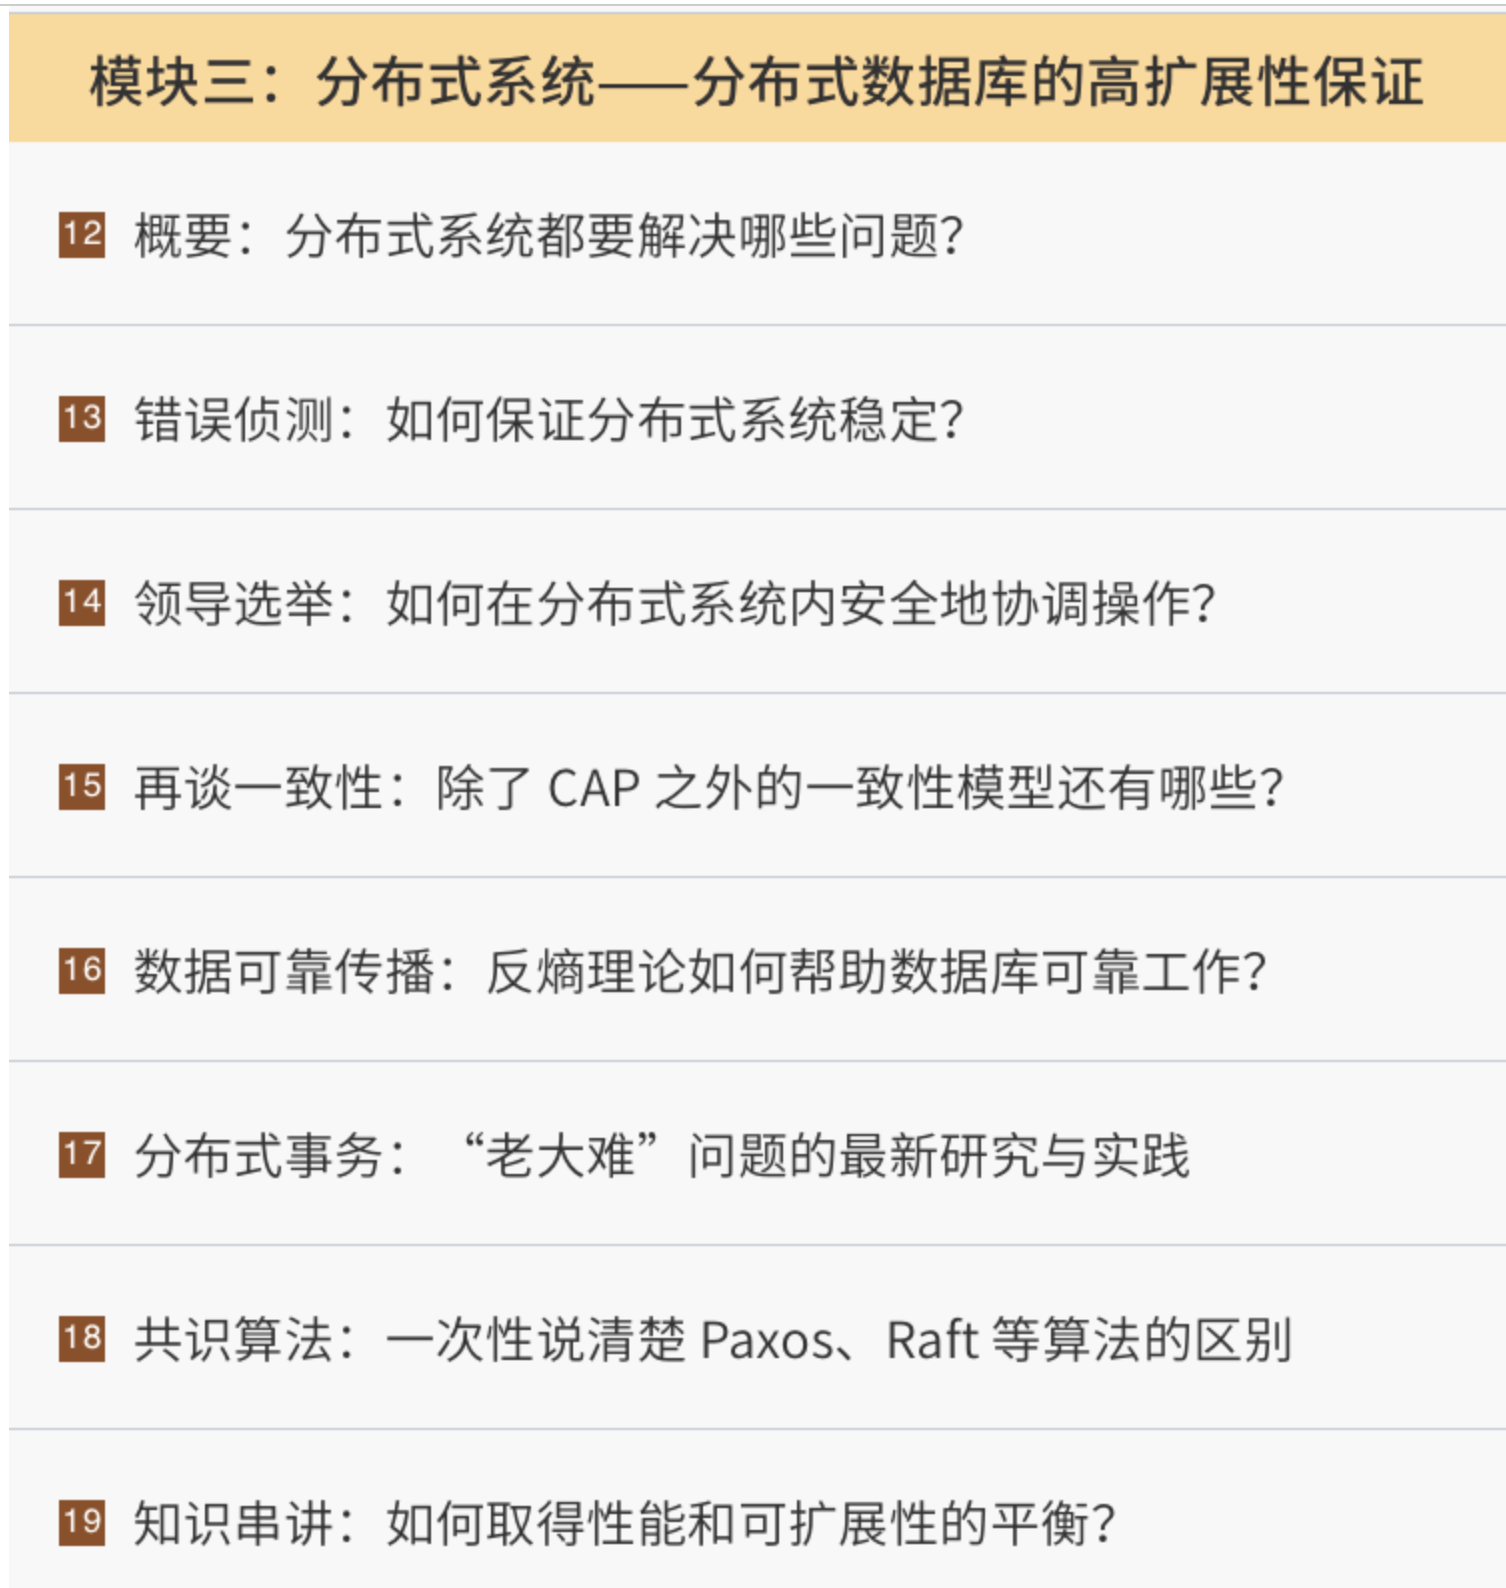 模块三：分布式系统——分布式数据库的高扩展性保证
12 概要：分布式系统都要解决哪些问题？
13 错误侦测：如何保证分布式系统稳定？
14 领导选举：如何在分布式系统内安全地协调操作？
15 再谈一致性：除了 CAP 之外的一致性模型还有哪些？
16 数据可靠传播：反熵理论如何帮助数据库可靠工作？
17 分布式事务：“老大难”问题的最新研究与实践
18 共识算法：一次性说清楚 Paxos、Raft 等算法的区别
19 知识串讲：如何取得性能和可扩展性的平衡？